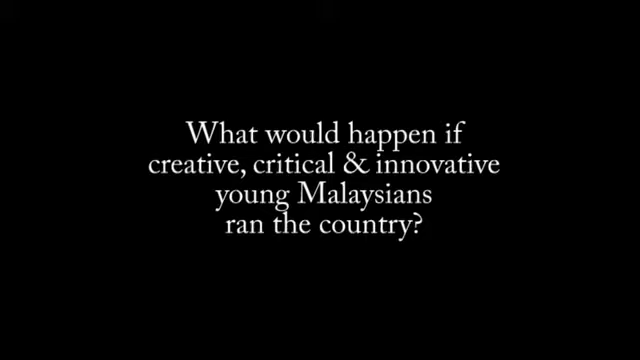 What would happen if
creative, critical & innovative
young Malaysians
ran the country?